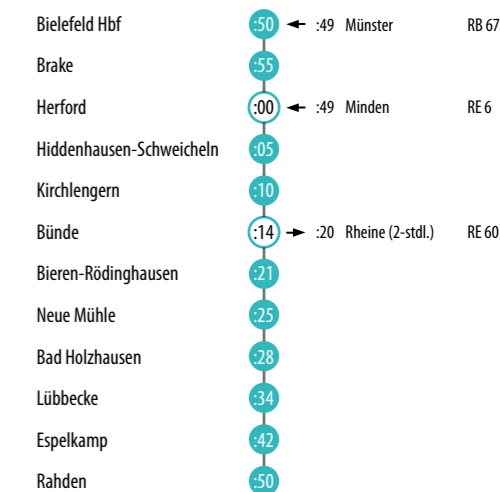 Bielefeld Hbf :50 :49 Münster RB 67
Brake :55
Herford :00 :49 Minden RE 6
Hiddenhausen-Schweicheln :05
Kirchlengern :10
Bünde :14 :20 Rheine (2-stdl.) RE 60
Bieren-Rödinghausen :21
Neue Mühle :25
Bad Holzhausen :28
Lübbecke :34
Espelkamp :42
Rahden :50